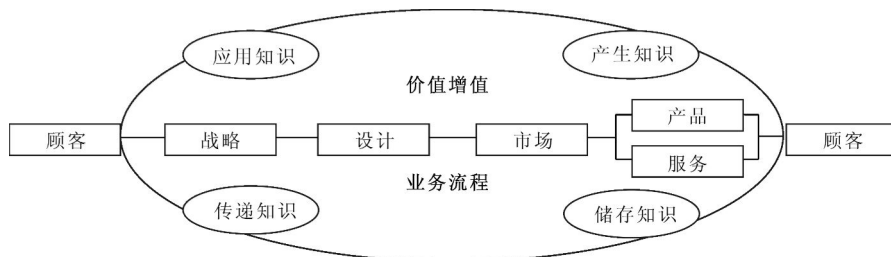 应用知识
产生知识
价值增值
顾客
战略
设计
市场
产品
服务
顾客
业务流程
传递知识
储存知识